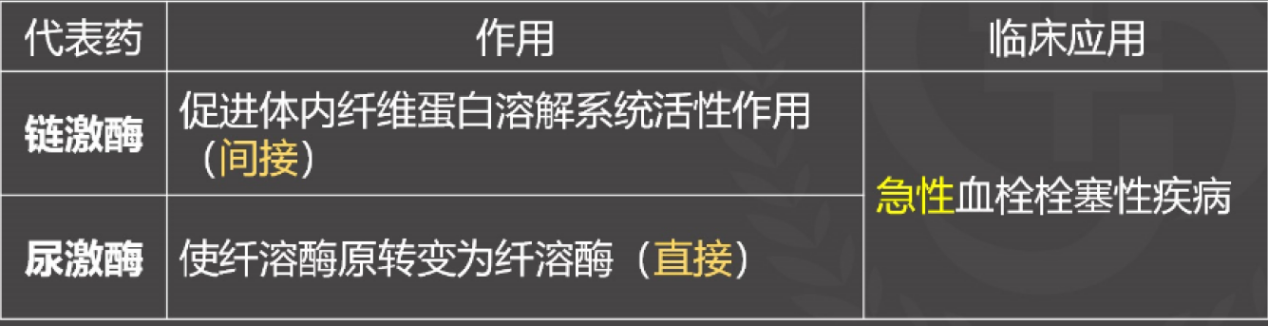 代表药 作用 临床应用
链激酶 促进体内纤维蛋白溶解系统活性作用
（间接）
急性血栓栓塞性疾病
尿激酶 使纤溶酶原转变为纤溶酶（直接）